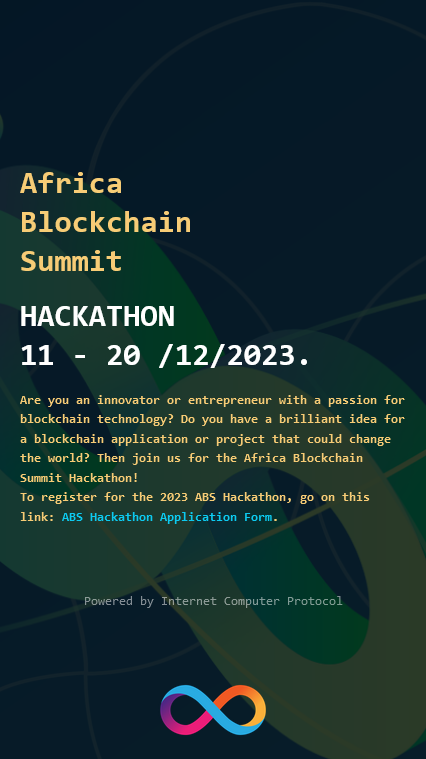 Africa
Blockchain
Summit
HACKATHON
11 - 20 /12/2023.
Are you an innovator or entrepreneur with a passion for
blockchain technology? Do you have a brilliant idea for
a blockchain application or project that could change
the world? Then join us for the Africa Blockchain
Summit Hackathon!
To register for the 2023 ABS Hackathon, go on this
link: ABS Hackathon Application Form.
Powered by Internet Computer Protocol